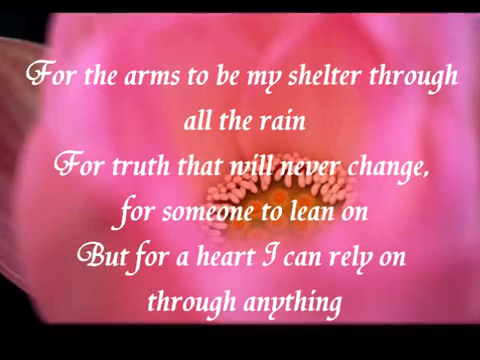 For the arms to be my shelter through
all the rain
For truth that will never change,
for someone to lean on
But for a heart I can rely on
through anything